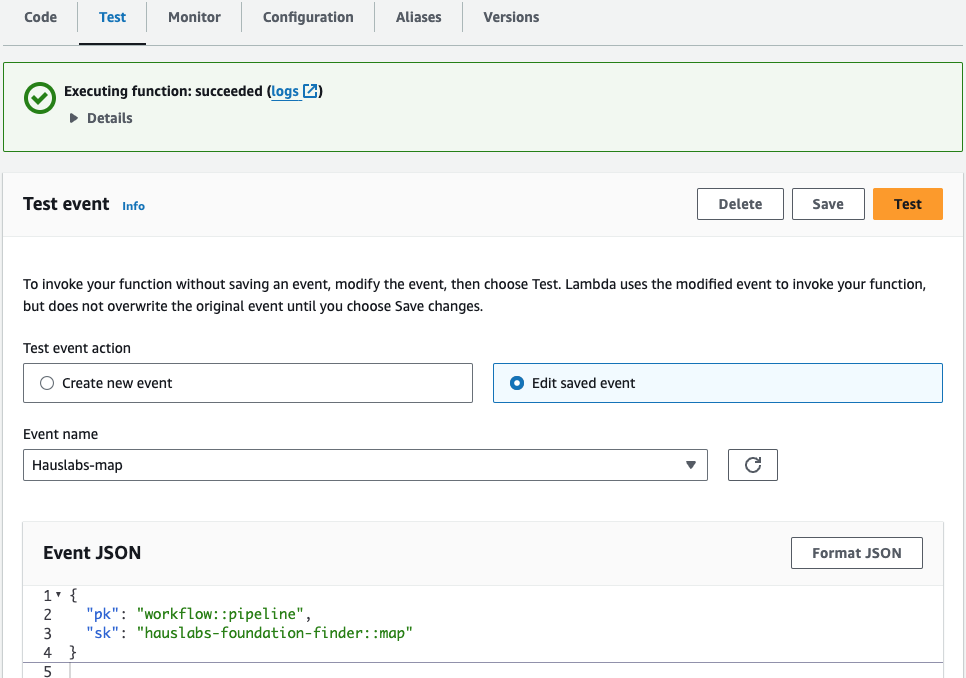 Code Test Monitor Configuration Aliases Versions
Executing function: succeeded (logs)
Details
Test event Info Delete Save Test
To invoke your function without saving an event, modify the event, then choose Test. Lambda uses the modified event to invoke your function,
but does not overwrite the original event until you choose Save changes.
Test event action
Create new event Edit saved event
Event name
Hauslabs-map
Event JSON Format JSON
1 {
2 "pk": "workflow::pipeline",
3 "sk": "hauslabs-foundation-finder::map"
4 }
5